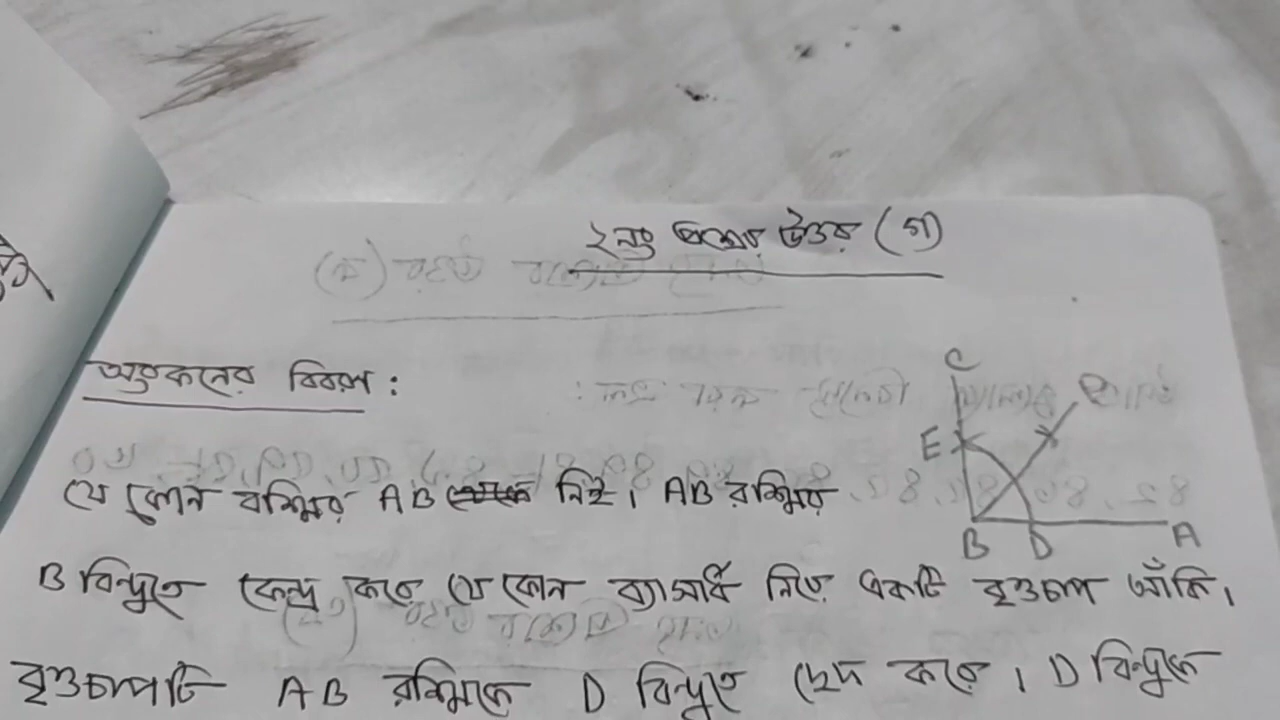 ২নং প্রশ্নের উত্তর (গ)
অঙ্কনের বিবরণ :
যে কোন রশ্মির AB নিই। AB রশ্মির
B বিন্দুতে কেন্দ্র করে যে কোন ব্যাসার্ধ নিয়ে একটি বৃত্তচাপ আঁকি।
বৃত্তচাপটি AB রশ্মিকে D বিন্দুতে ছেদ করে। D বিন্দুকে
C
E
B D A